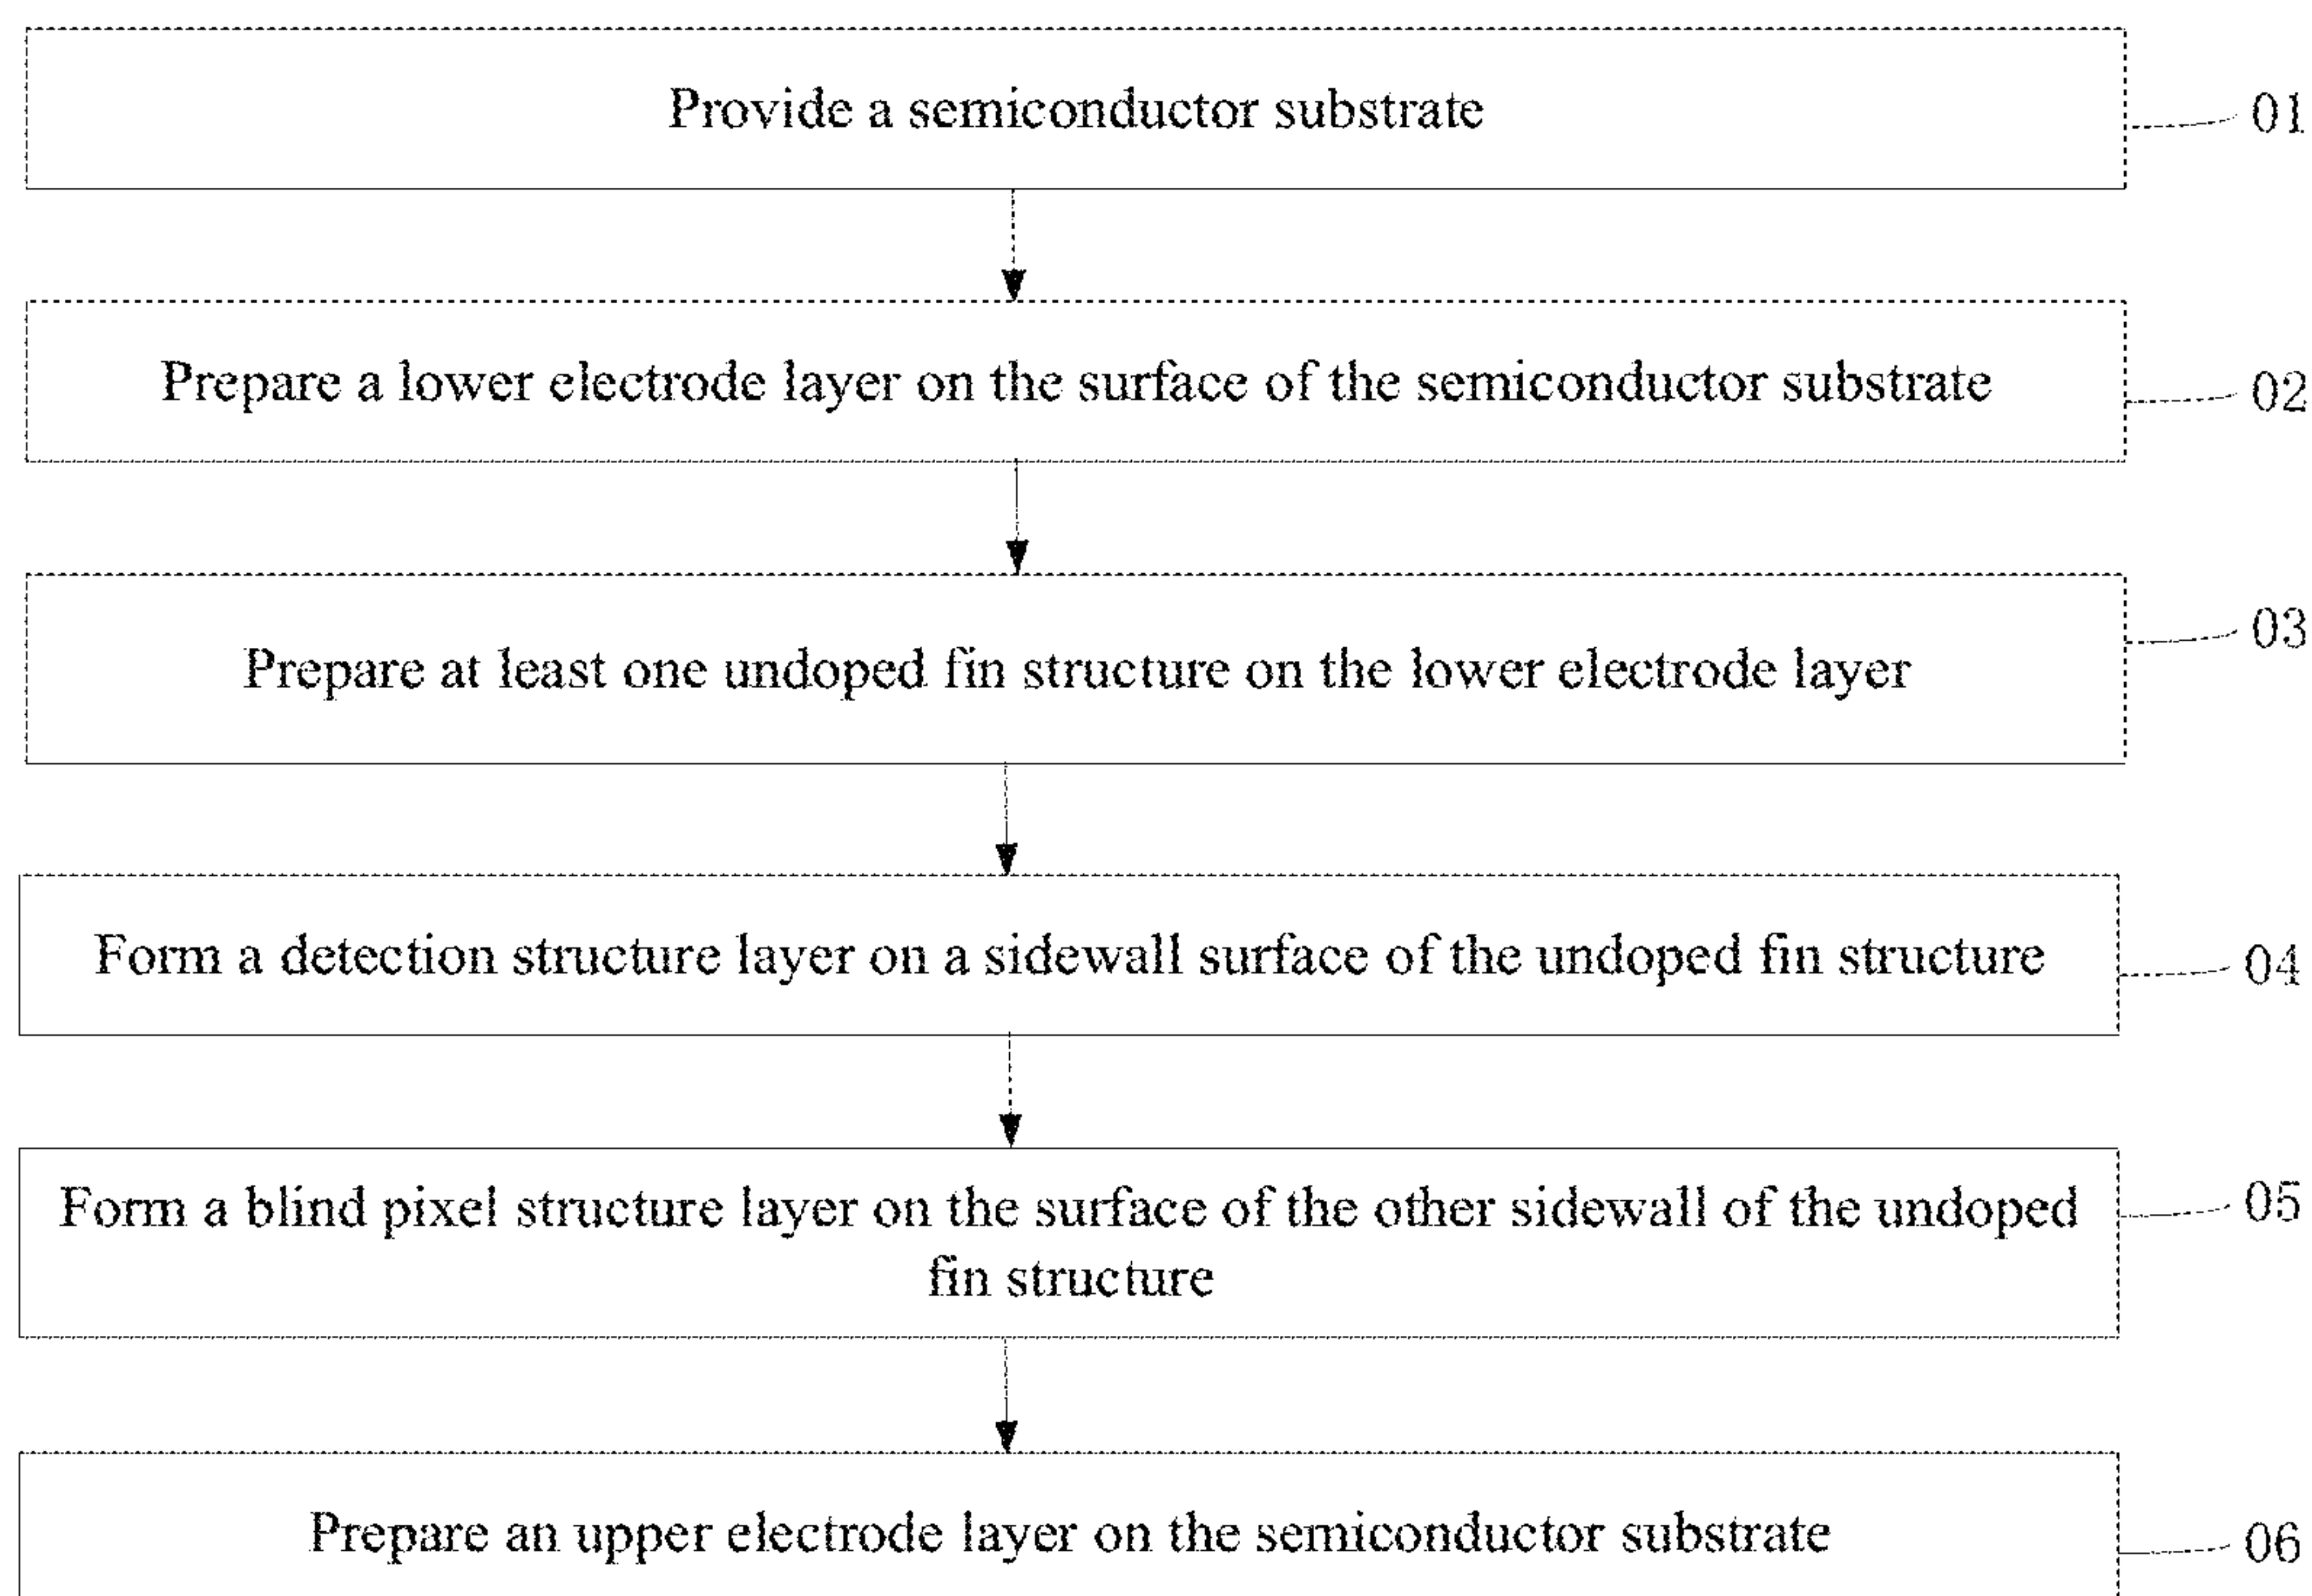 Provide a semiconductor substrate
01
Prepare a lower electrode layer on the surface of the semiconductor substrate
02
Prepare at least one undoped fin structure on the lower electrode layer
03
Form a detection structure layer on a sidewall surface of the undoped fin structure
04
Form a blind pixel structure layer on the surface of the other sidewall of the undoped
fin structure
05
Prepare an upper electrode layer on the semiconductor substrate
06